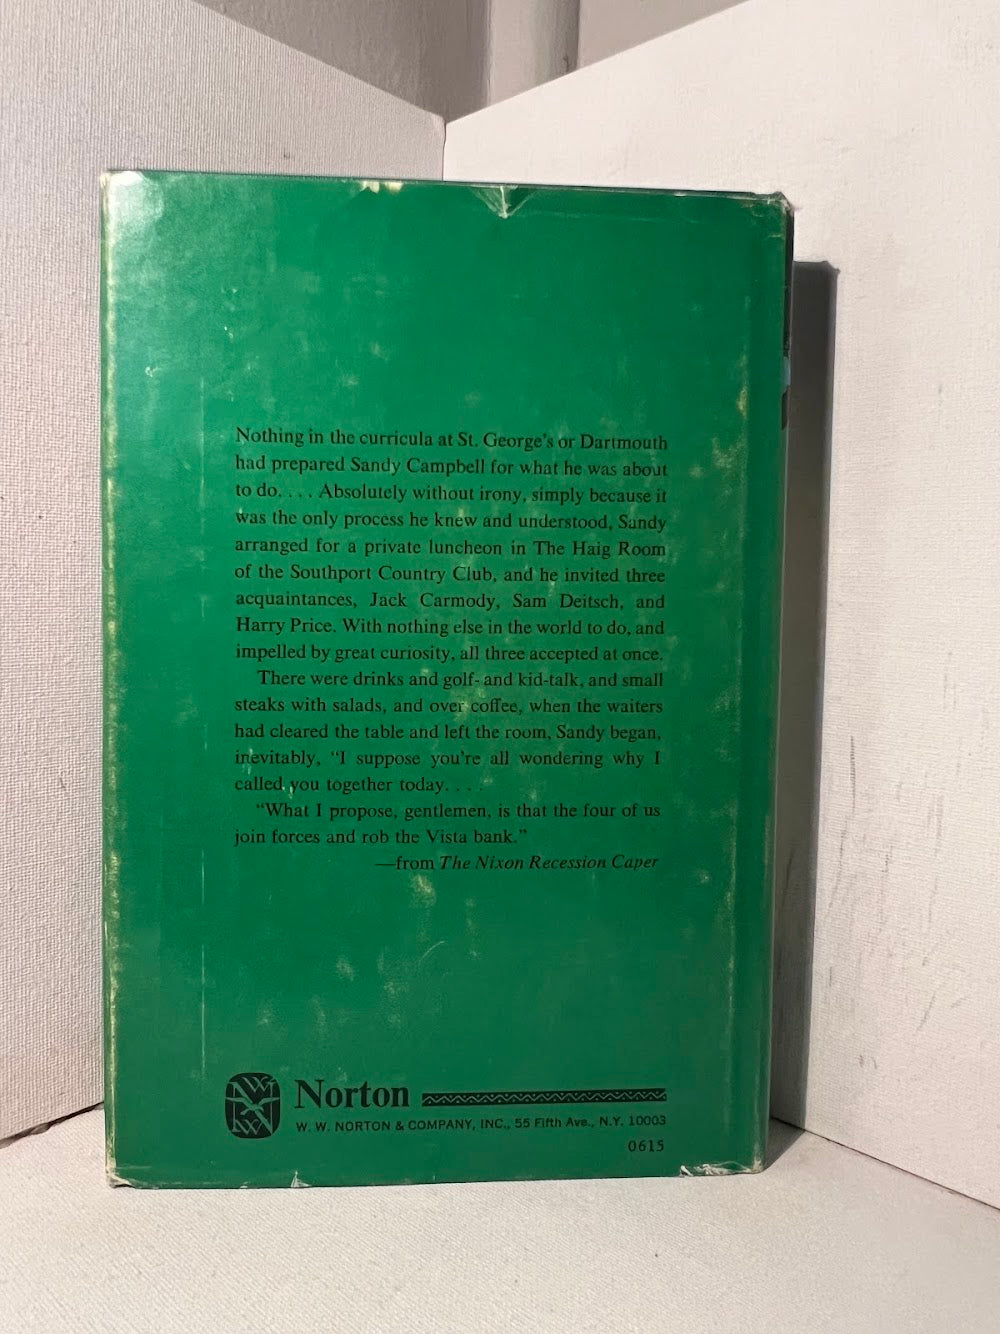 Nothing in the curricula at St. George's or Dartmouth
had prepared Sandy Campbell for what he was about
to do. . . . Absolutely without irony, simply because it
was the only process he knew and understood, Sandy
arranged for a private luncheon in The Haig Room
of the Southport Country Club, and he invited three
acquaintances, Jack Carmody, Sam Deitsch, and
Harry Price. With nothing else in the world to do, and
impelled by great curiosity, all three accepted at once.
There were drinks and golf- and kid-talk, and small
steaks with salads, and over coffee, when the waiters
had cleared the table and left the room, Sandy began,
inevitably, "I suppose you're all wondering why I
called you together today. . . .
"What I propose, gentlemen, is that the four of us
join forces and rob the Vista bank."
—from The Nixon Recession Caper
Norton
W. W. NORTON & COMPANY, INC., 55 Fifth Ave., N.Y. 10003
0615